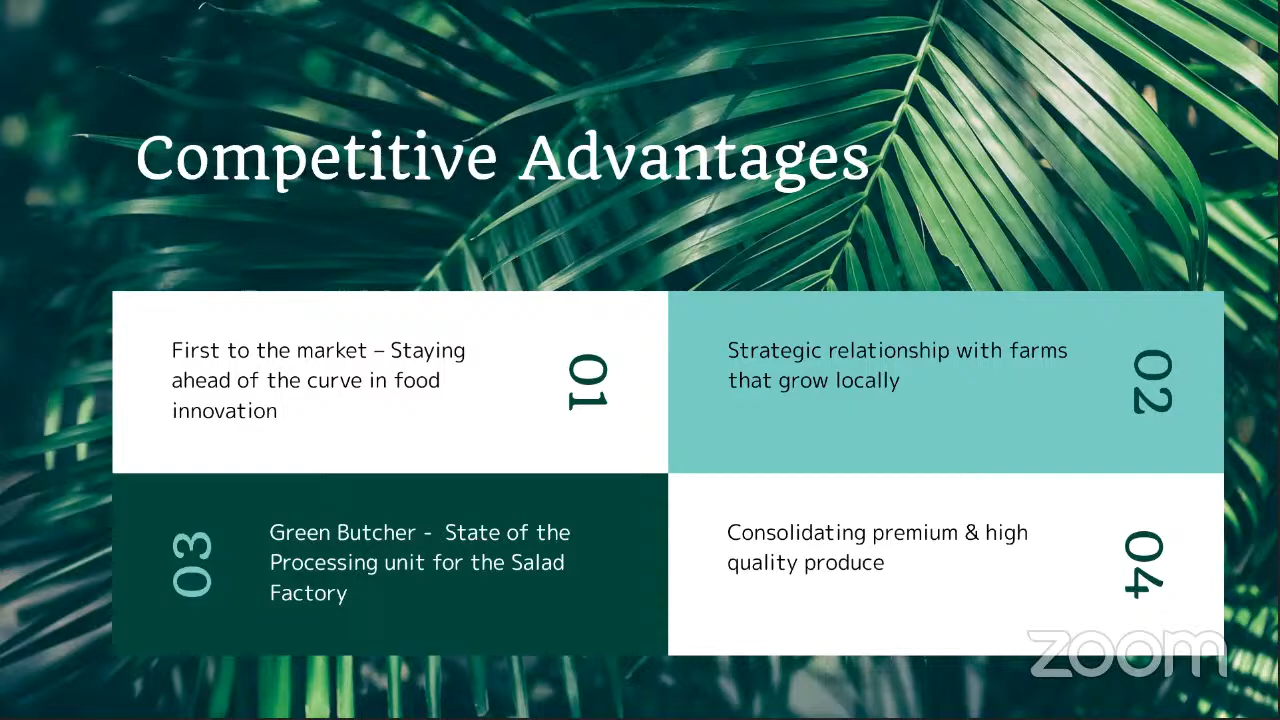 Competitive Advantages
First to the market – Staying
ahead of the curve in food
innovation
01
Strategic relationship with farms
that grow locally
02
03
Green Butcher -  State of the
Processing unit for the Salad
Factory
Consolidating premium & high
quality produce
04
zoom